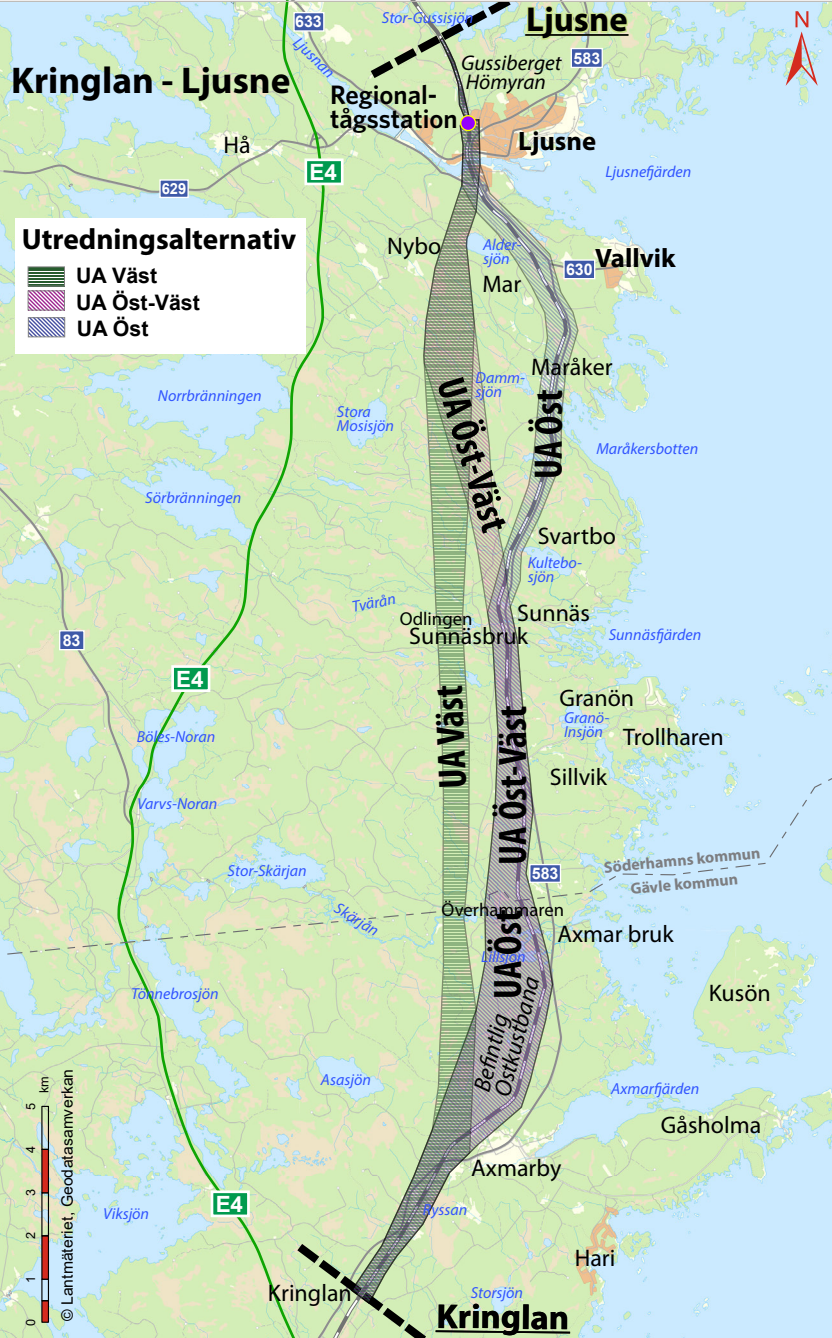 633
Stor-Gussisjön
Ljusne
Ljusnan
583
Gussiberget
Hömyran
N
Kringlan - Ljusne
Regional-
tågsstation
Hå
Ljusne
E4
Ljusnefjärden
629
Utredningsalternativ
UA Väst
UA Öst-Väst
UA Öst
Nybo
Alder-
sjön
630
Vallvik
Mar
Maråker
Damm-
sjön
Norrbränningen
Stora
Mosisjön
UA Öst-Väst
UA Öst
Maråkersbotten
Sörbränningen
Svartbo
Kultebo-
sjön
Tvärån
Odlingen
Sunnäs
Sunnäsbruk
Sunnäsfjärden
83
E4
Granön
Granö-
Insjön
Trollharen
UA Väst
UA Öst-Väst
Böles-Noran
Sillvik
Varvs-Noran
Stor-Skärjan
583
Söderhamns kommun
Gävle kommun
Skärjån
Överhammaren
Axmar bruk
UA Öst
Lillsjön
Tönnebrosjön
Kusön
Befintlig
Ostkustbana
Asasjön
Axmarfjärden
Gåsholma
Axmarby
E4
Viksjön
Ryssan
Hari
Kringlan
Storsjön
Kringlan
0 1 2 3 4 5 km
© Lantmäteriet, Geodatasamverkan